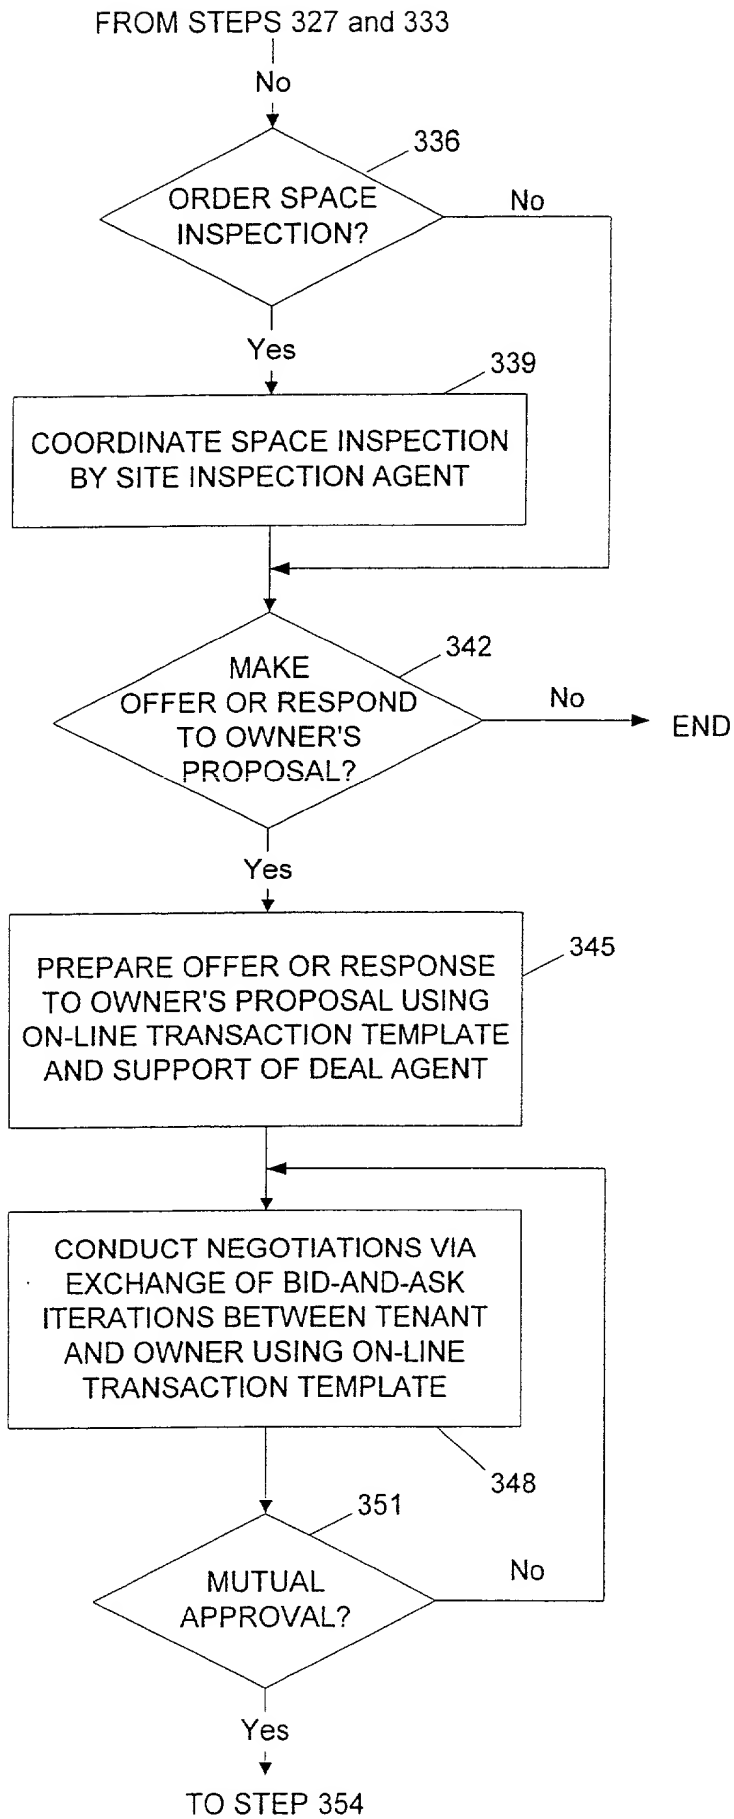 FROM STEPS 327 and 333
No
336
ORDER SPACE
INSPECTION?
No
Yes
339
COORDINATE SPACE INSPECTION
BY SITE INSPECTION AGENT
342
MAKE
OFFER OR RESPOND
TO OWNER'S
PROPOSAL?
No
END
Yes
345
PREPARE OFFER OR RESPONSE
TO OWNER'S PROPOSAL USING
ON-LINE TRANSACTION TEMPLATE
AND SUPPORT OF DEAL AGENT
CONDUCT NEGOTIATIONS VIA
EXCHANGE OF BID-AND-ASK
ITERATIONS BETWEEN TENANT
AND OWNER USING ON-LINE
TRANSACTION TEMPLATE
348
351
MUTUAL
APPROVAL?
No
Yes
TO STEP 354